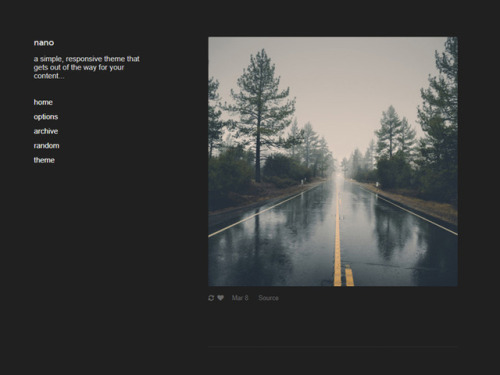 nano
a simple, responsive theme that
gets out of the way for your
content...
home
options
archive
random
theme
Mar 8 Source